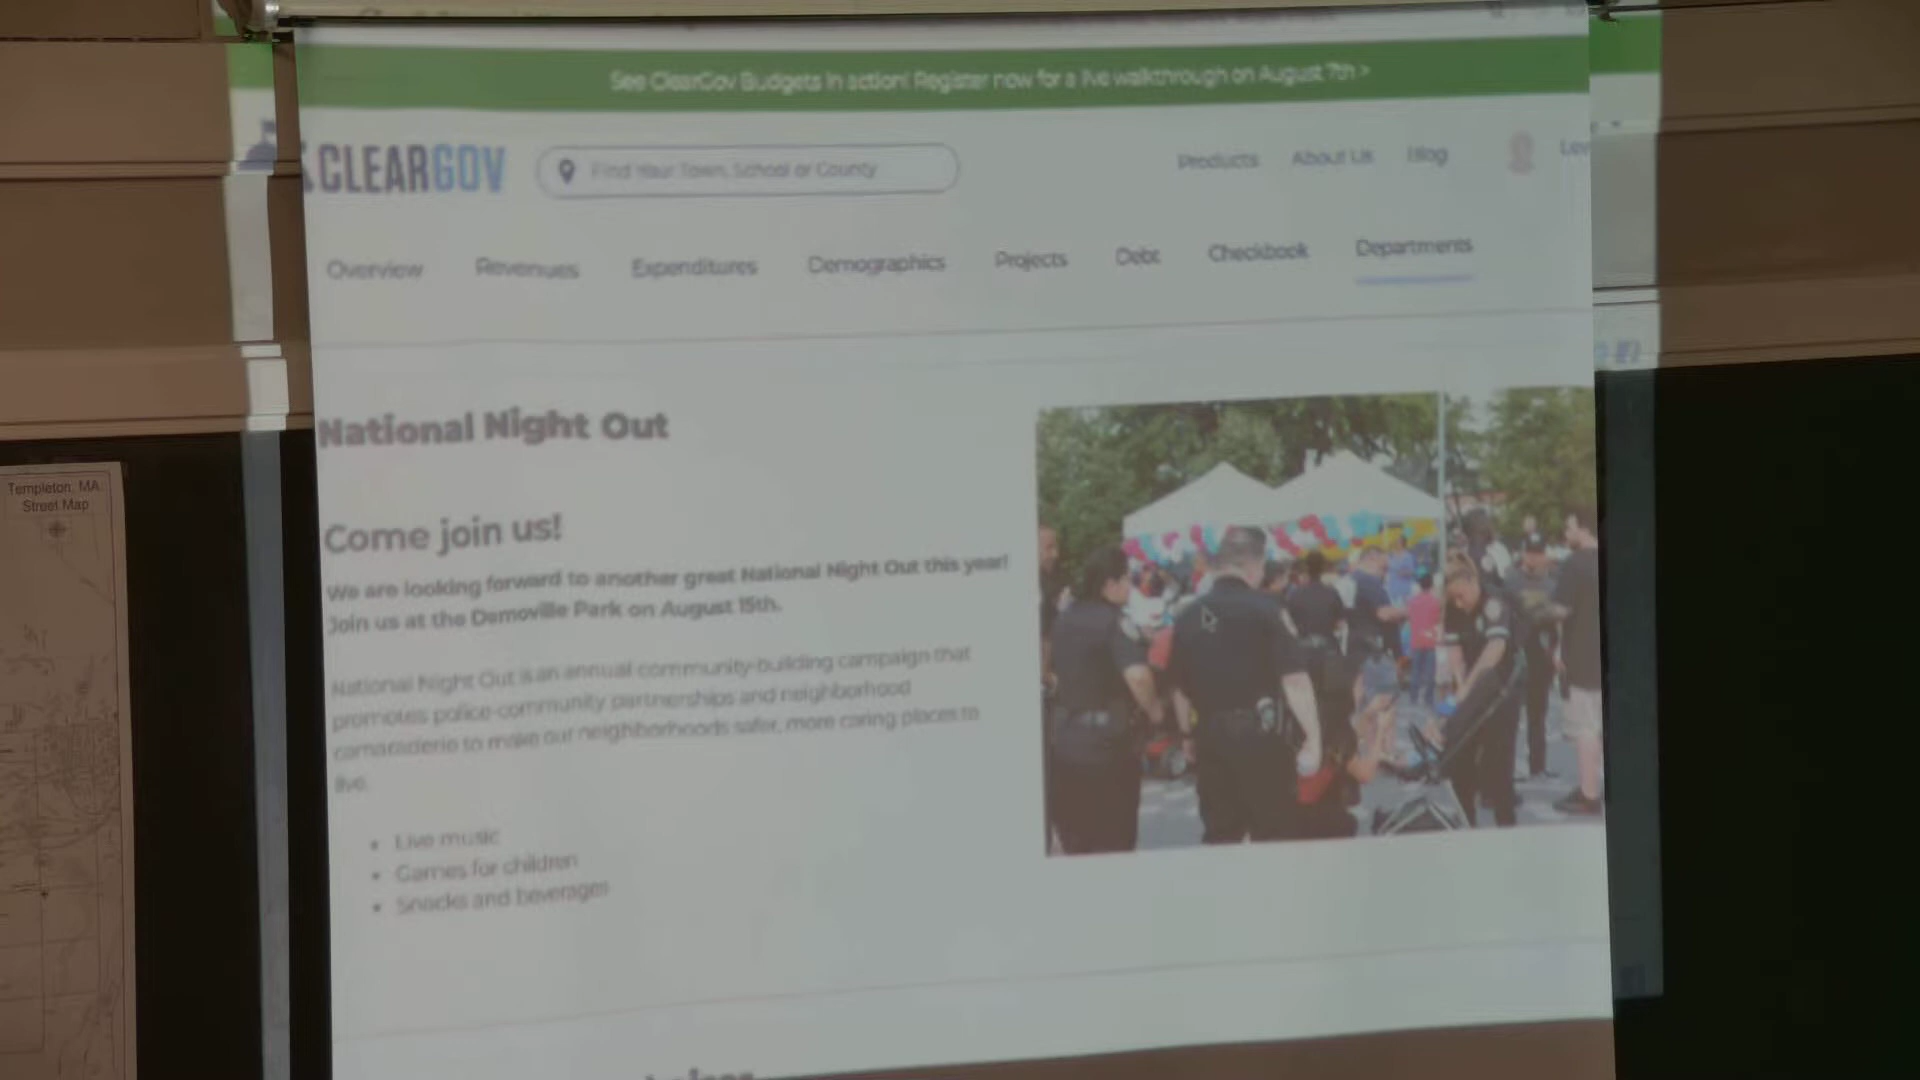 See ClearGov Budgets in action! Register now for a live walkthrough on August 7th >
CLEARGOV
Find Your Town, School or County
Products About Us Blog
Overview Revenues Expenditures Demographics Projects Debt Checkbook Departments
National Night Out
Come join us!
We are looking forward to another great National Night Out this year!
Join us at the Demoville Park on August 15th.
National Night Out is an annual community-building campaign that
promotes police-community partnerships and neighborhood
camaraderie to make our neighborhoods safer, more caring places to
live.
• Live music
• Games for children
• Snacks and beverages
Templeton, MA
Street Map